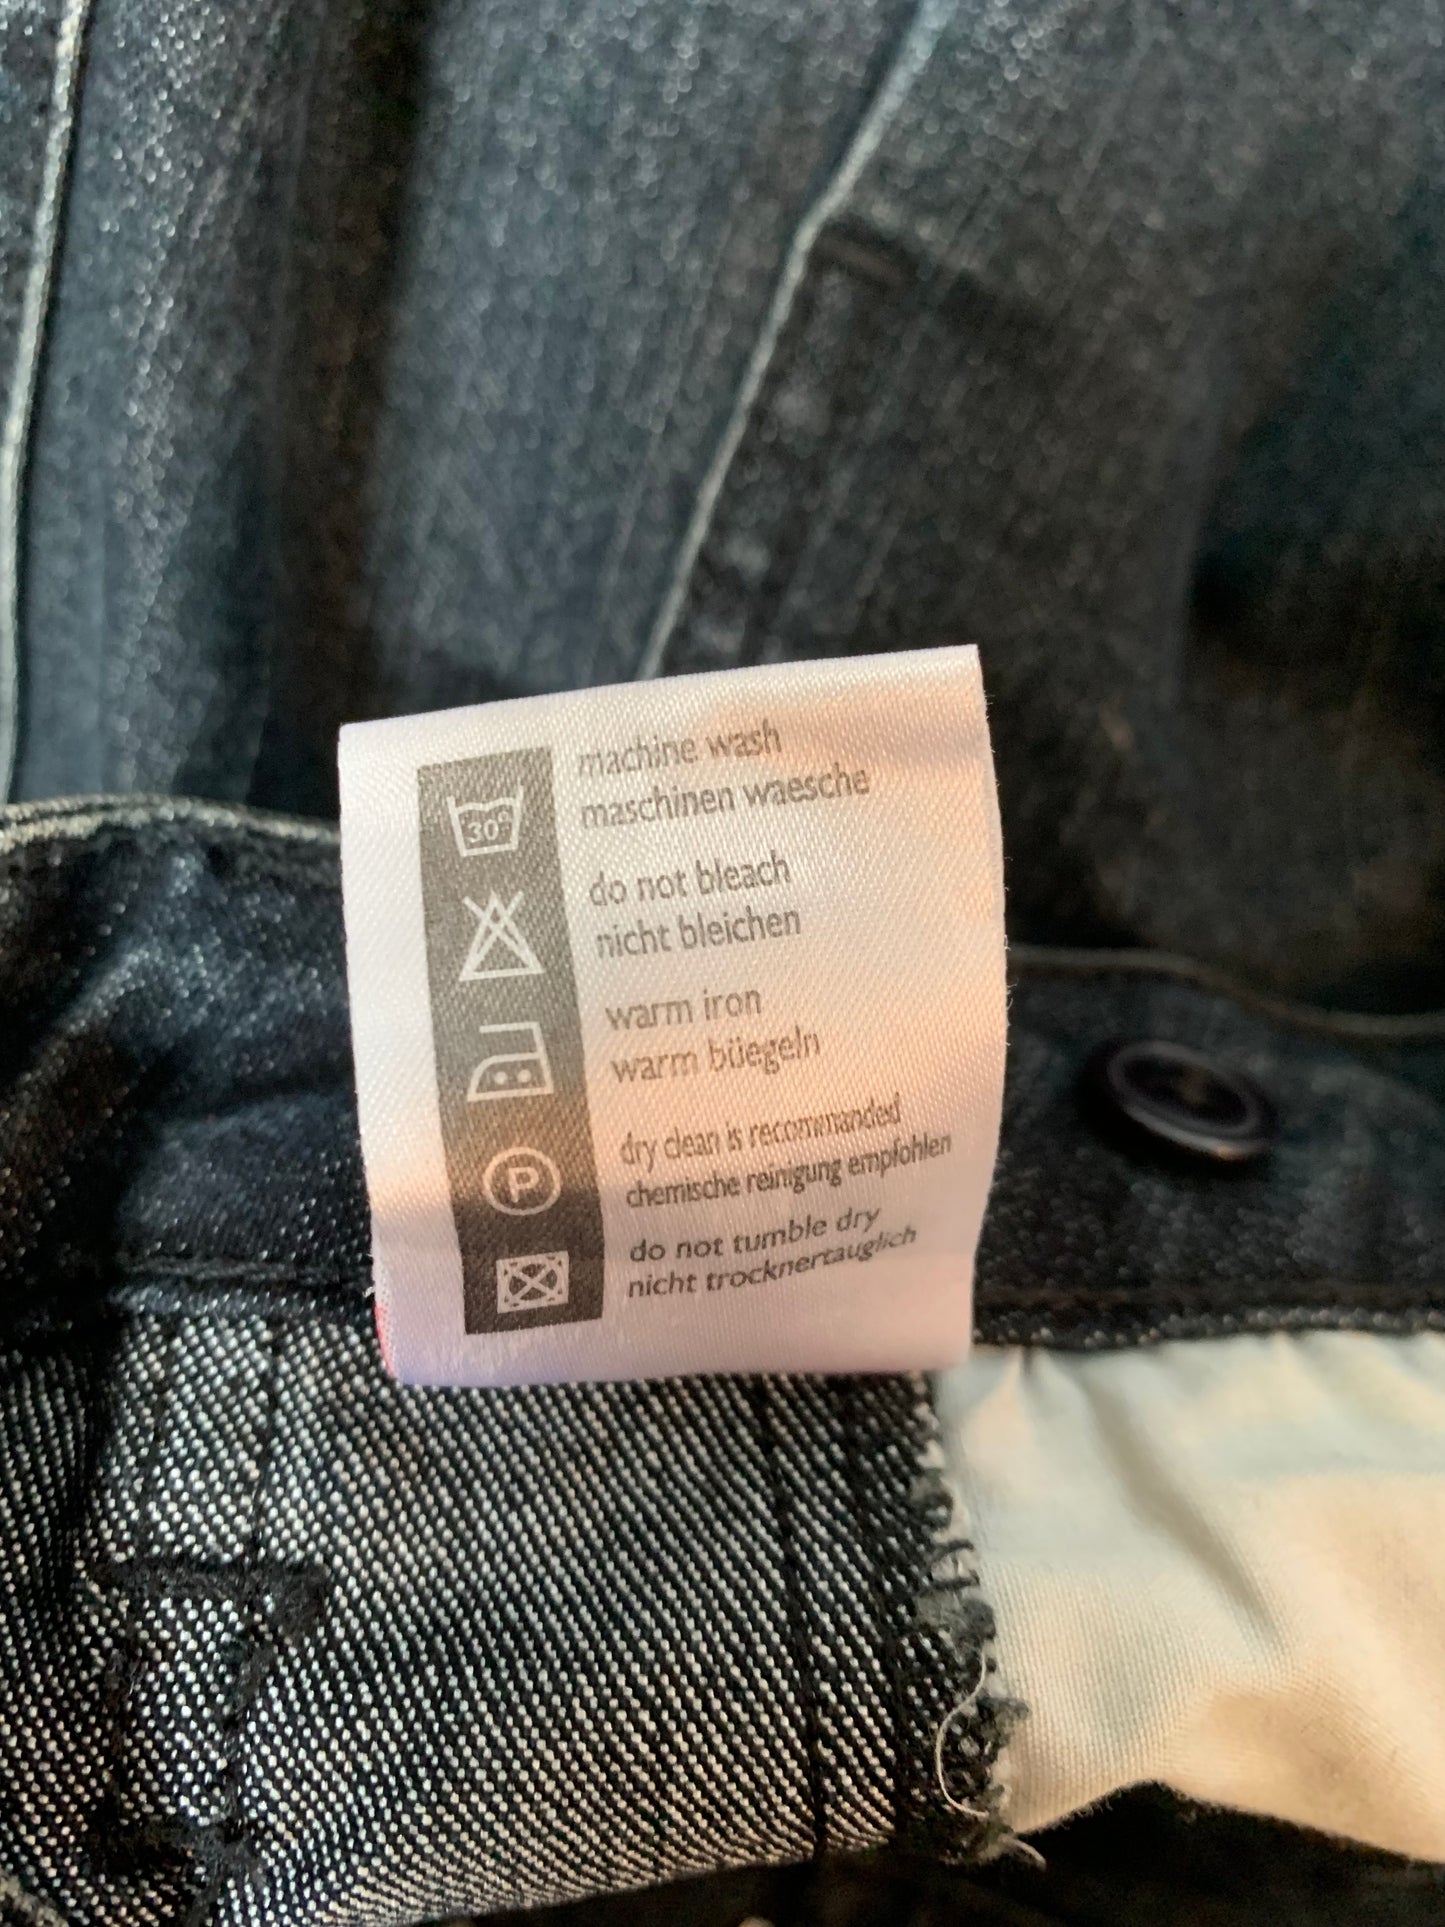 machine wash
maschinen waesche
30°
do not bleach
nicht bleichen
warm iron
warm büegeln
dry clean is recommanded
chemische reinigung empfohlen
P
do not tumble dry
nicht trocknertauglich